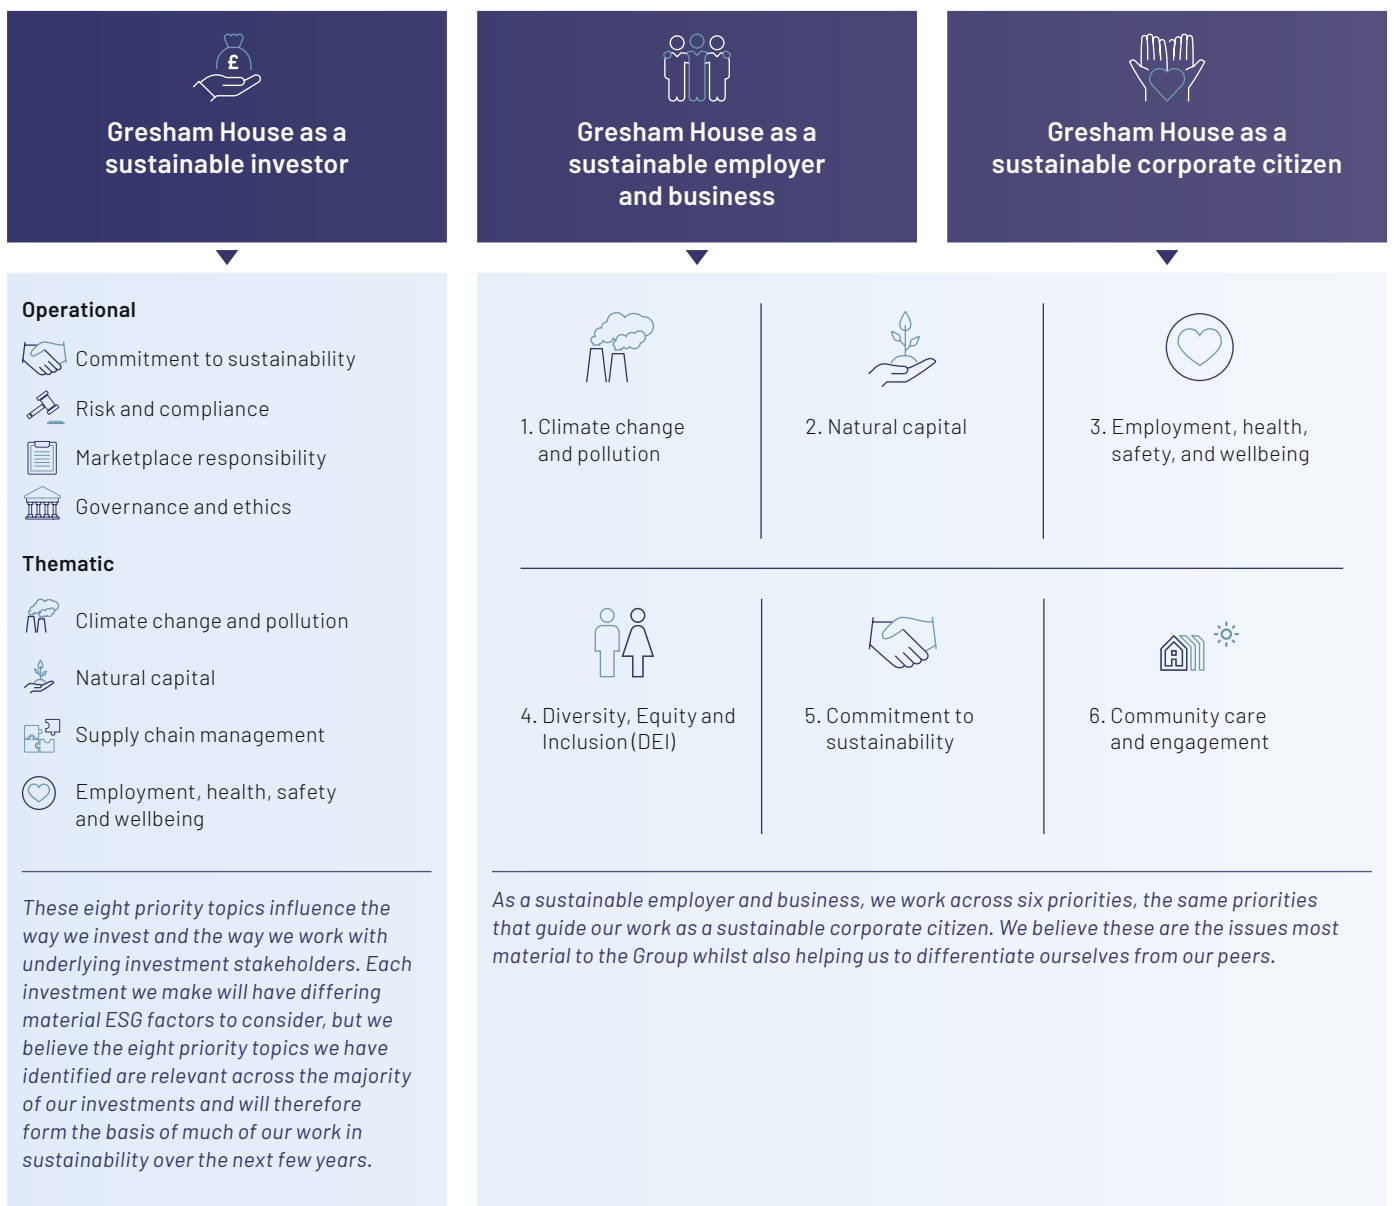 £
Gresham House as a
sustainable investor
Gresham House as a
sustainable employer
and business
Gresham House as a
sustainable corporate citizen
Operational
Commitment to sustainability
Risk and compliance
Marketplace responsibility
Governance and ethics
Thematic
Climate change and pollution
Natural capital
Supply chain management
Employment, health, safety
and wellbeing
These eight priority topics influence the
way we invest and the way we work with
underlying investment stakeholders. Each
investment we make will have differing
material ESG factors to consider, but we
believe the eight priority topics we have
identified are relevant across the majority
of our investments and will therefore
form the basis of much of our work in
sustainability over the next few years.
1. Climate change
and pollution
2. Natural capital
3. Employment, health,
safety, and wellbeing
4. Diversity, Equity and
Inclusion (DEI)
5. Commitment to
sustainability
6. Community care
and engagement
As a sustainable employer and business, we work across six priorities, the same priorities
that guide our work as a sustainable corporate citizen. We believe these are the issues most
material to the Group whilst also helping us to differentiate ourselves from our peers.